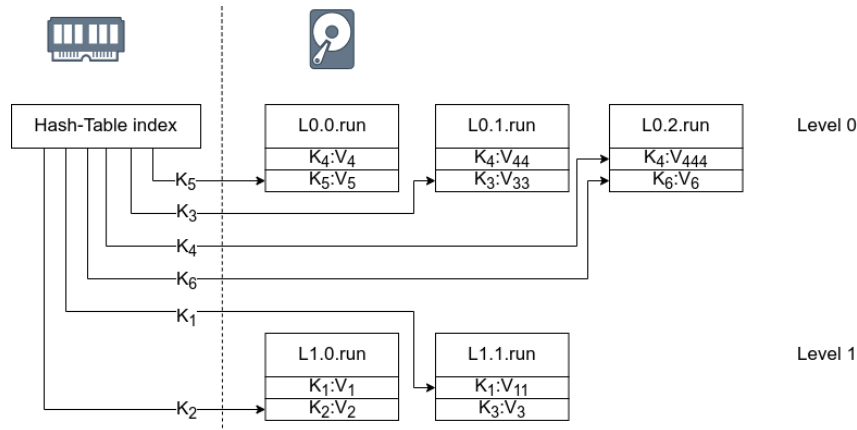 Hash-Table index
L0.0.run
L0.1.run
L0.2.run
Level 0
K4:V4
K4:V44
K4:V444
K5:V5
K3:V33
K6:V6
K5
K3
K4
K6
K1
L1.0.run
L1.1.run
Level 1
K1:V1
K1:V11
K2:V2
K3:V3
K2